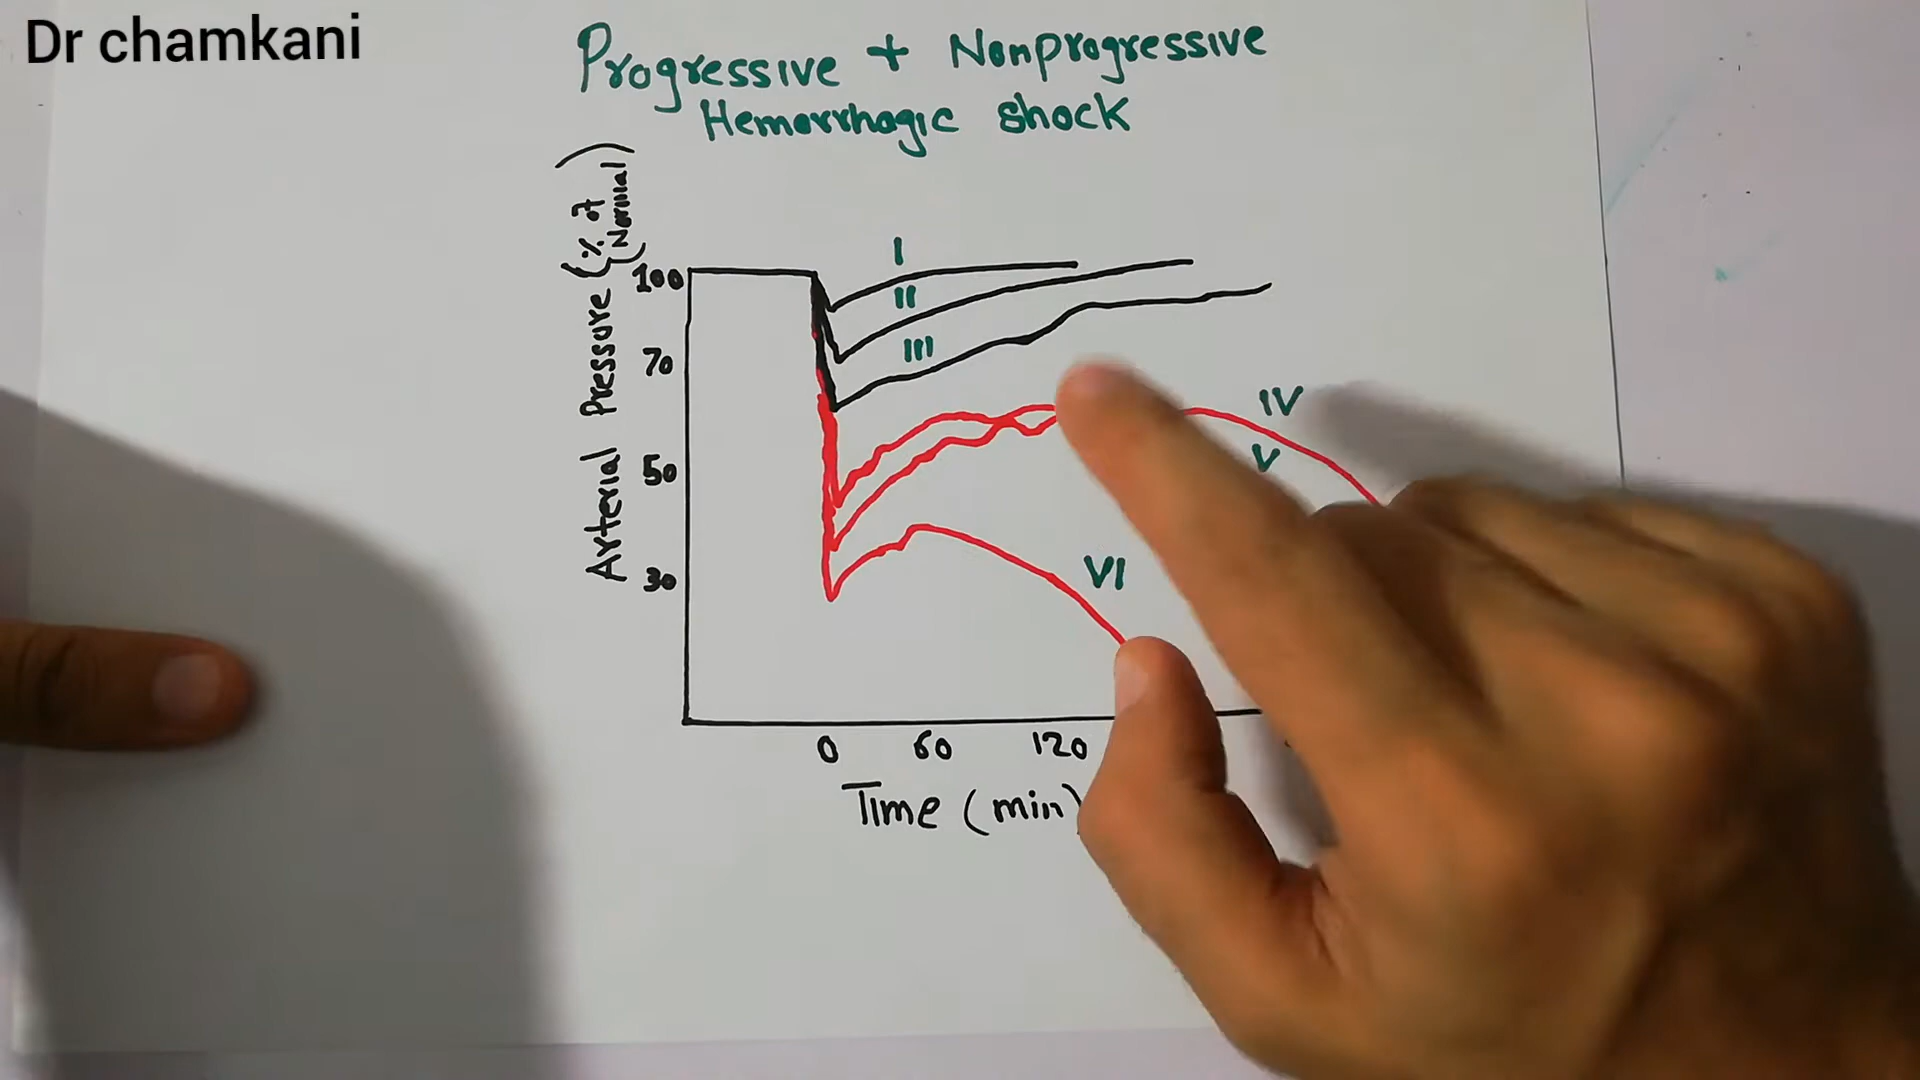 Dr chamkani
Progressive + Nonprogressive
Hemorrhagic shock
Arterial Pressure (% of Normal)
100
70
50
30
I
II
III
IV
V
VI
0 60 120
Time (min)